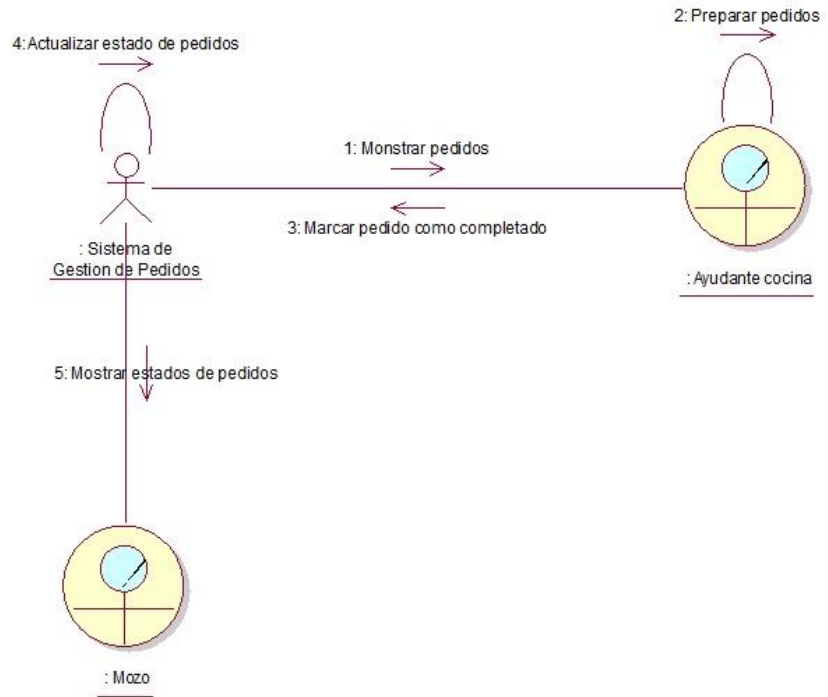 2: Preparar pedidos
4:Actualizar estado de pedidos
1: Monstrar pedidos
3: Marcar pedido como completado
: Sistema de
Gestion de Pedidos
: Ayudante cocina
5: Mostrar estados de pedidos
: Mozo